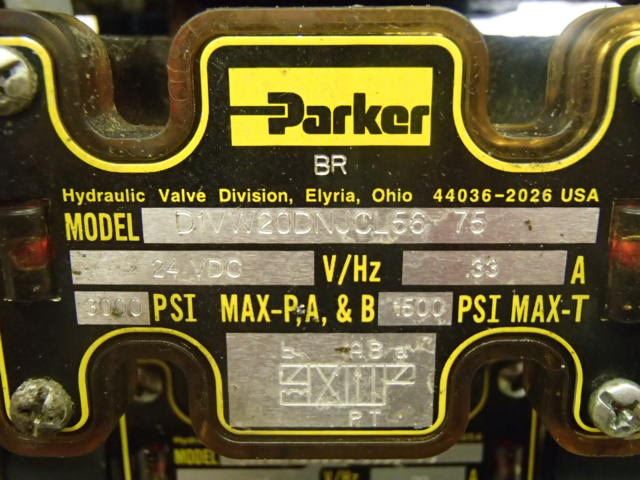 Parker
BR
Hydraulic Valve Division, Elyria, Ohio 44036-2026 USA
MODEL D1VW20DNJCL56 75
24 VDC V/Hz .33 A
3000 PSI MAX-P,A, & B 1500 PSI MAX-T
b A B a
P T
MODEL